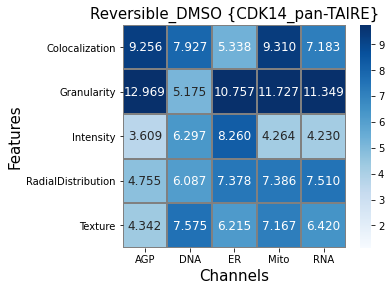 Reversible_DMSO {CDK14_pan-TAIRE}
Features
Colocalization 9.256 7.927 5.338 9.310 7.183
Granularity 12.969 5.175 10.757 11.727 11.349
Intensity 3.609 6.297 8.260 4.264 4.230
RadialDistribution 4.755 6.087 7.378 7.386 7.510
Texture 4.342 7.575 6.215 7.167 6.420
AGP DNA ER Mito RNA
Channels
9
8
7
6
5
4
3
2